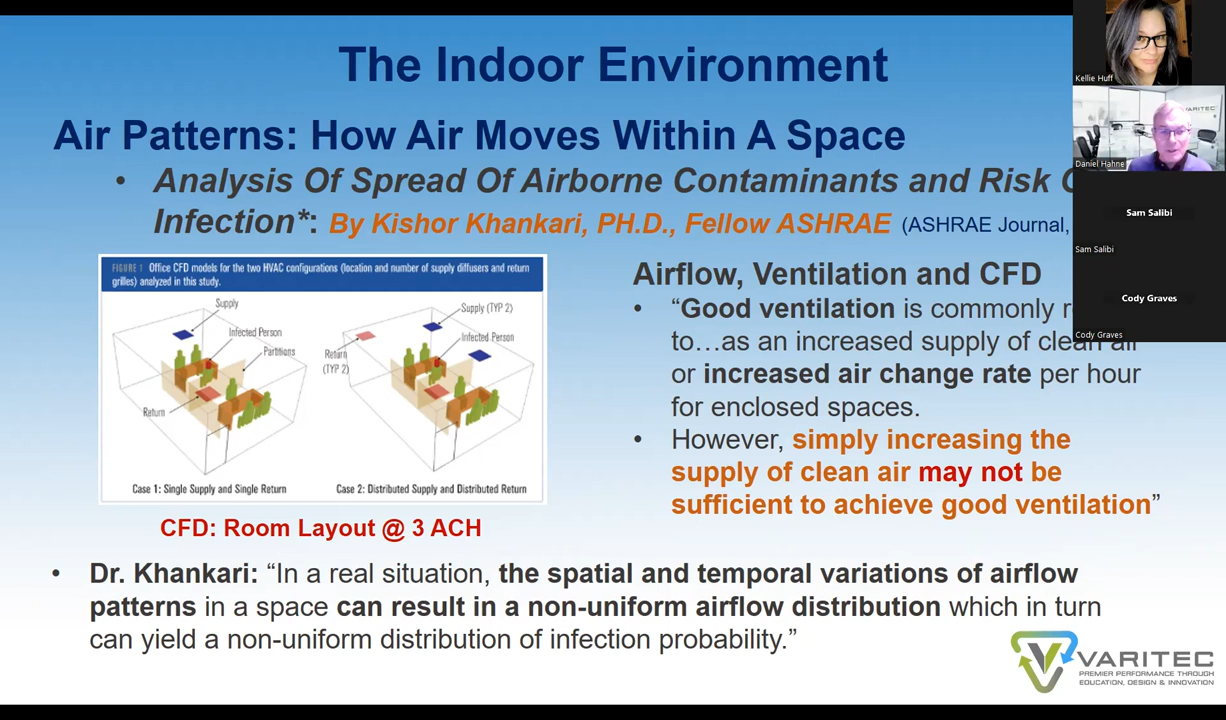 The Indoor Environment
Air Patterns: How Air Moves Within A Space
• Analysis Of Spread Of Airborne Contaminants and Risk
Infection*: By Kishor Khankari, PH.D., Fellow ASHRAE (ASHRAE Journal,
FIGURE 1 Office CFD models for the two HVAC configurations (location and number of supply diffusers and return
grilles) analyzed in this study.
Supply
Infected Person
Partitions
Return
Case 1: Single Supply and Single Return
Supply (TYP 2)
Infected Person
Return
(TYP 2)
Case 2: Distributed Supply and Distributed Return
CFD: Room Layout @ 3 ACH
Airflow, Ventilation and CFD
• “Good ventilation is commonly
to…as an increased supply of clean air
or increased air change rate per hour
for enclosed spaces.
• However, simply increasing the
supply of clean air may not be
sufficient to achieve good ventilation”
• Dr. Khankari: “In a real situation, the spatial and temporal variations of airflow
patterns in a space can result in a non-uniform airflow distribution which in turn
can yield a non-uniform distribution of infection probability.”
VARITEC
PREMIER PERFORMANCE THROUGH
EDUCATION, DESIGN & INNOVATION
Kellie Huff
VARITEC
Daniel Hahne
Sam Salibi
Sam Salibi
Cody Graves
Cody Graves